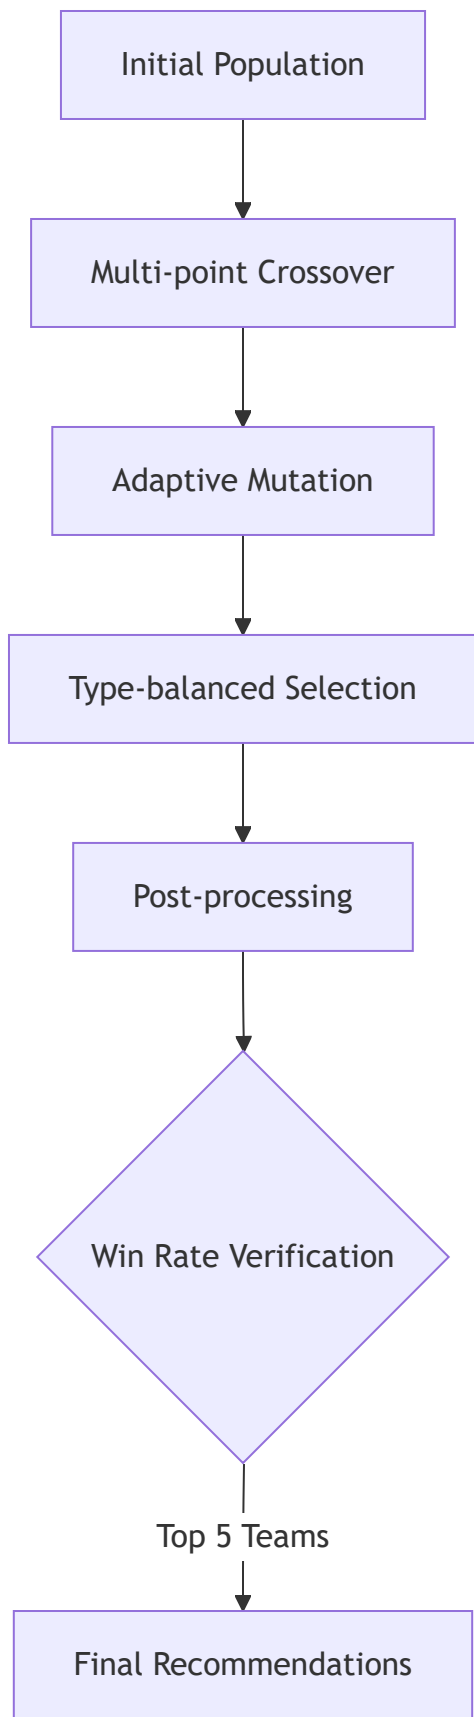 Initial Population
Multi-point Crossover
Adaptive Mutation
Type-balanced Selection
Post-processing
Win Rate Verification
Top 5 Teams
Final Recommendations